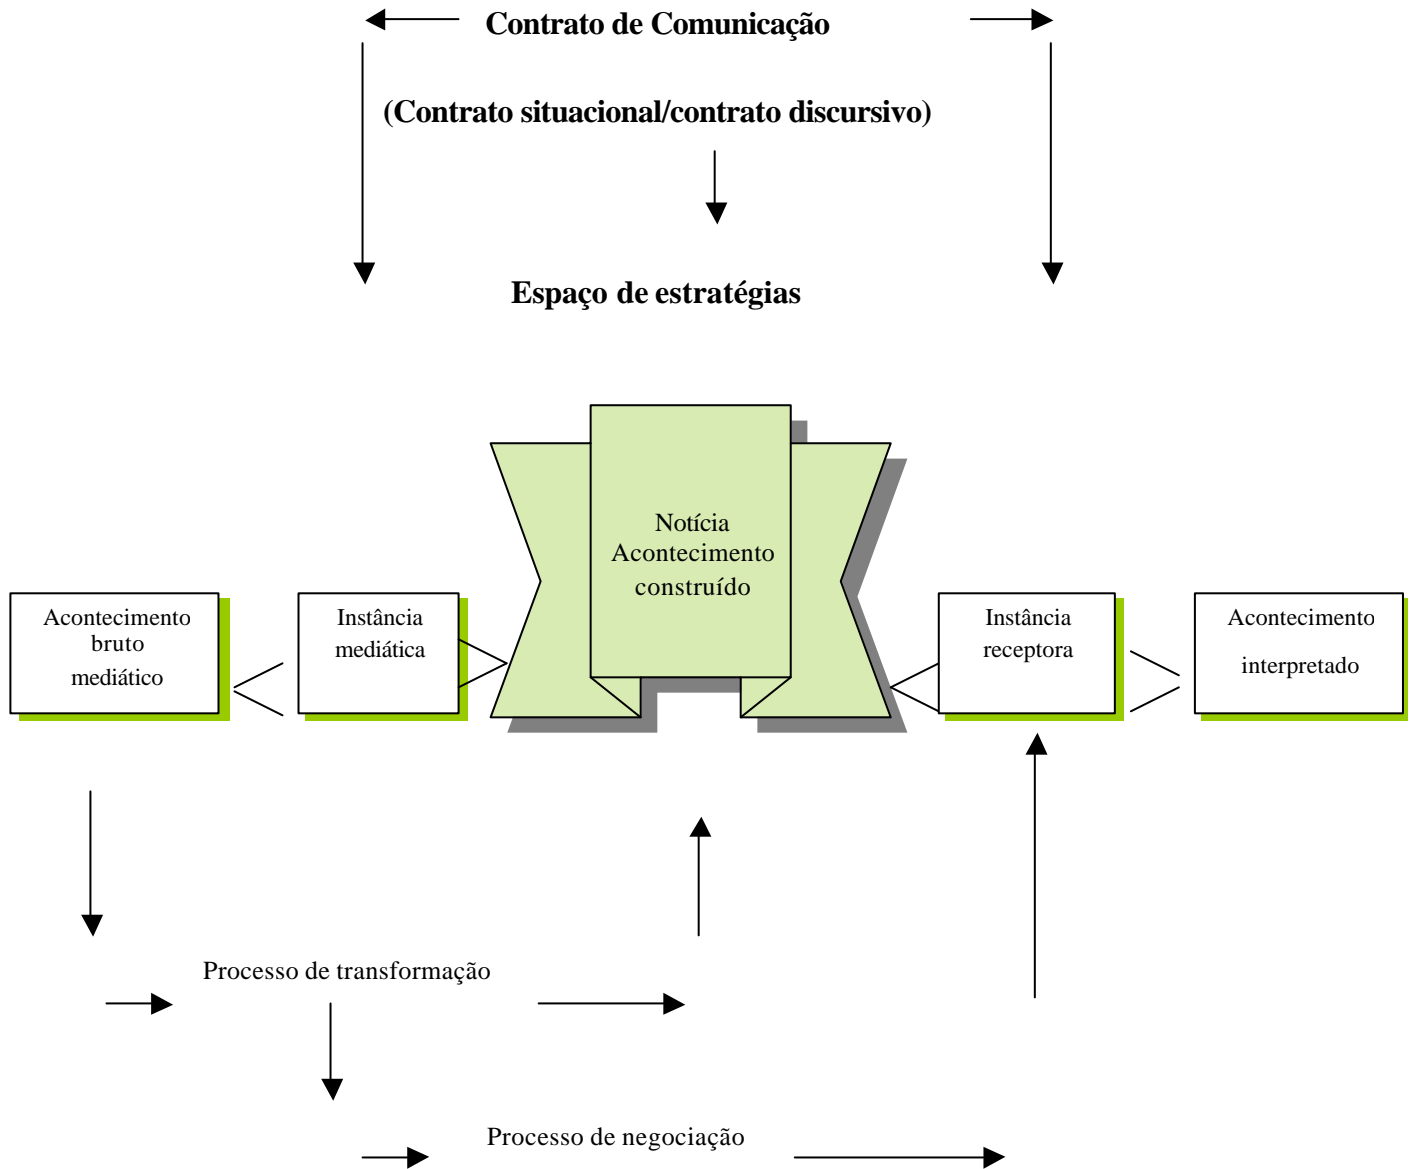 Contrato de Comunicação
(Contrato situacional/contrato discursivo)
Espaço de estratégias
Notícia
Acontecimento
construído
Acontecimento
bruto
mediático
Instância
mediática
Instância
receptora
Acontecimento
interpretado
Processo de transformação
Processo de negociação